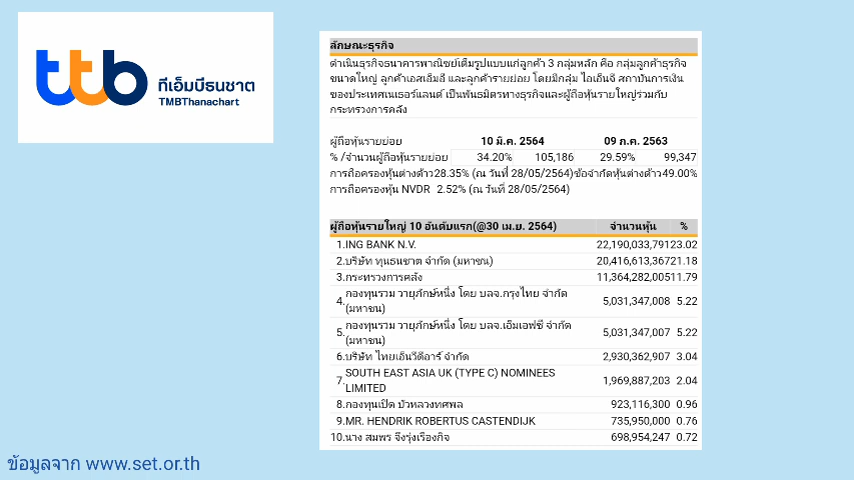 ttb
ทีเอ็มบีธนชาต
TMBThanachart
ลักษณะธุรกิจ
ดำเนินธุรกิจธนาคารพาณิชย์เต็มรูปแบบแก่ลูกค้า 3 กลุ่มหลัก คือ กลุ่มลูกค้าธุรกิจ
ขนาดใหญ่ ลูกค้าเอสเอ็มอี และลูกค้ารายย่อย โดยมีกลุ่ม ไอเอ็นจี สถาบันการเงิน
ของประเทศเนเธอร์แลนด์ เป็นพันธมิตรทางธุรกิจและผู้ถือหุ้นรายใหญ่ร่วมกับ
กระทรวงการคลัง
ผู้ถือหุ้นรายย่อย 10 มี.ค. 2564 09 ก.ค. 2563
% /จำนวนผู้ถือหุ้นรายย่อย 34.20% 105,186 29.59% 99,347
การถือครองหุ้นต่างด้าว28.35% (ณ วันที่ 28/05/2564)ข้อจำกัดหุ้นต่างด้าว49.00%
การถือครองหุ้น NVDR 2.52% (ณ วันที่ 28/05/2564)
ผู้ถือหุ้นรายใหญ่ 10 อันดับแรก(@30 เม.ย. 2564) จำนวนหุ้น %
1.ING BANK N.V. 22,190,033,791 23.02
2.บริษัท ทุนธนชาต จำกัด (มหาชน) 20,416,613,367 21.18
3.กระทรวงการคลัง 11,364,282,005 11.79
4.กองทุนรวม วายุภักษ์หนึ่ง โดย บลจ.กรุงไทย จำกัด (มหาชน) 5,031,347,008 5.22
5.กองทุนรวม วายุภักษ์หนึ่ง โดย บลจ.เอ็มเอฟซี จำกัด (มหาชน) 5,031,347,007 5.22
6.บริษัท ไทยเอ็นวีดีอาร์ จำกัด 2,930,362,907 3.04
7.SOUTH EAST ASIA UK (TYPE C) NOMINEES LIMITED 1,969,887,203 2.04
8.กองทุนเปิด บัวหลวงทศพล 923,116,300 0.96
9.MR. HENDRIK ROBERTUS CASTENDIJK 735,950,000 0.76
10.นาง สมพร จึงรุ่งเรืองกิจ 698,954,247 0.72
ข้อมูลจาก www.set.or.th